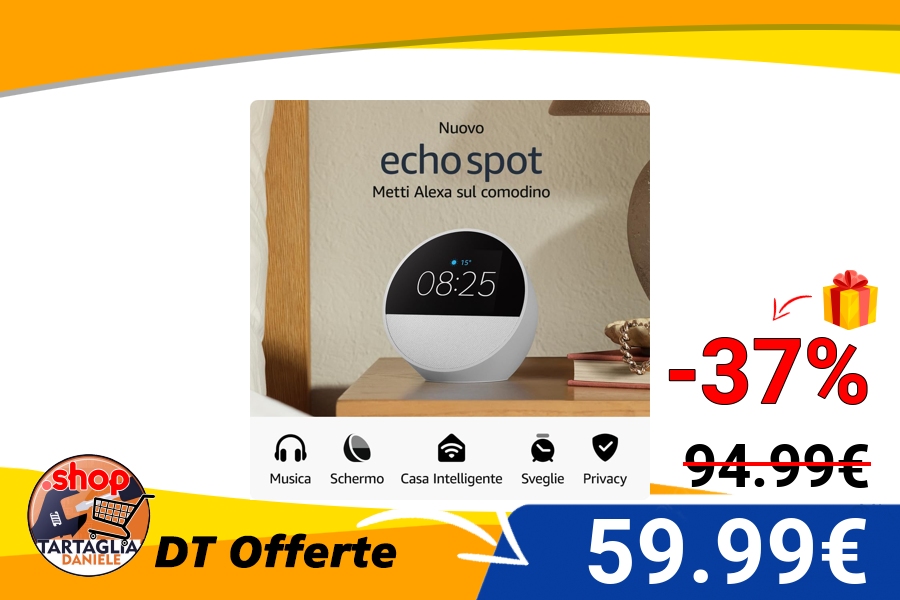 Nuovo
echo spot
Metti Alexa sul comodino
15°
08:25
Musica
Schermo
Casa Intelligente
Sveglie
Privacy
-37%
94.99€
59.99€
.shop
TARTAGLIA
DANIELE
DT Offerte